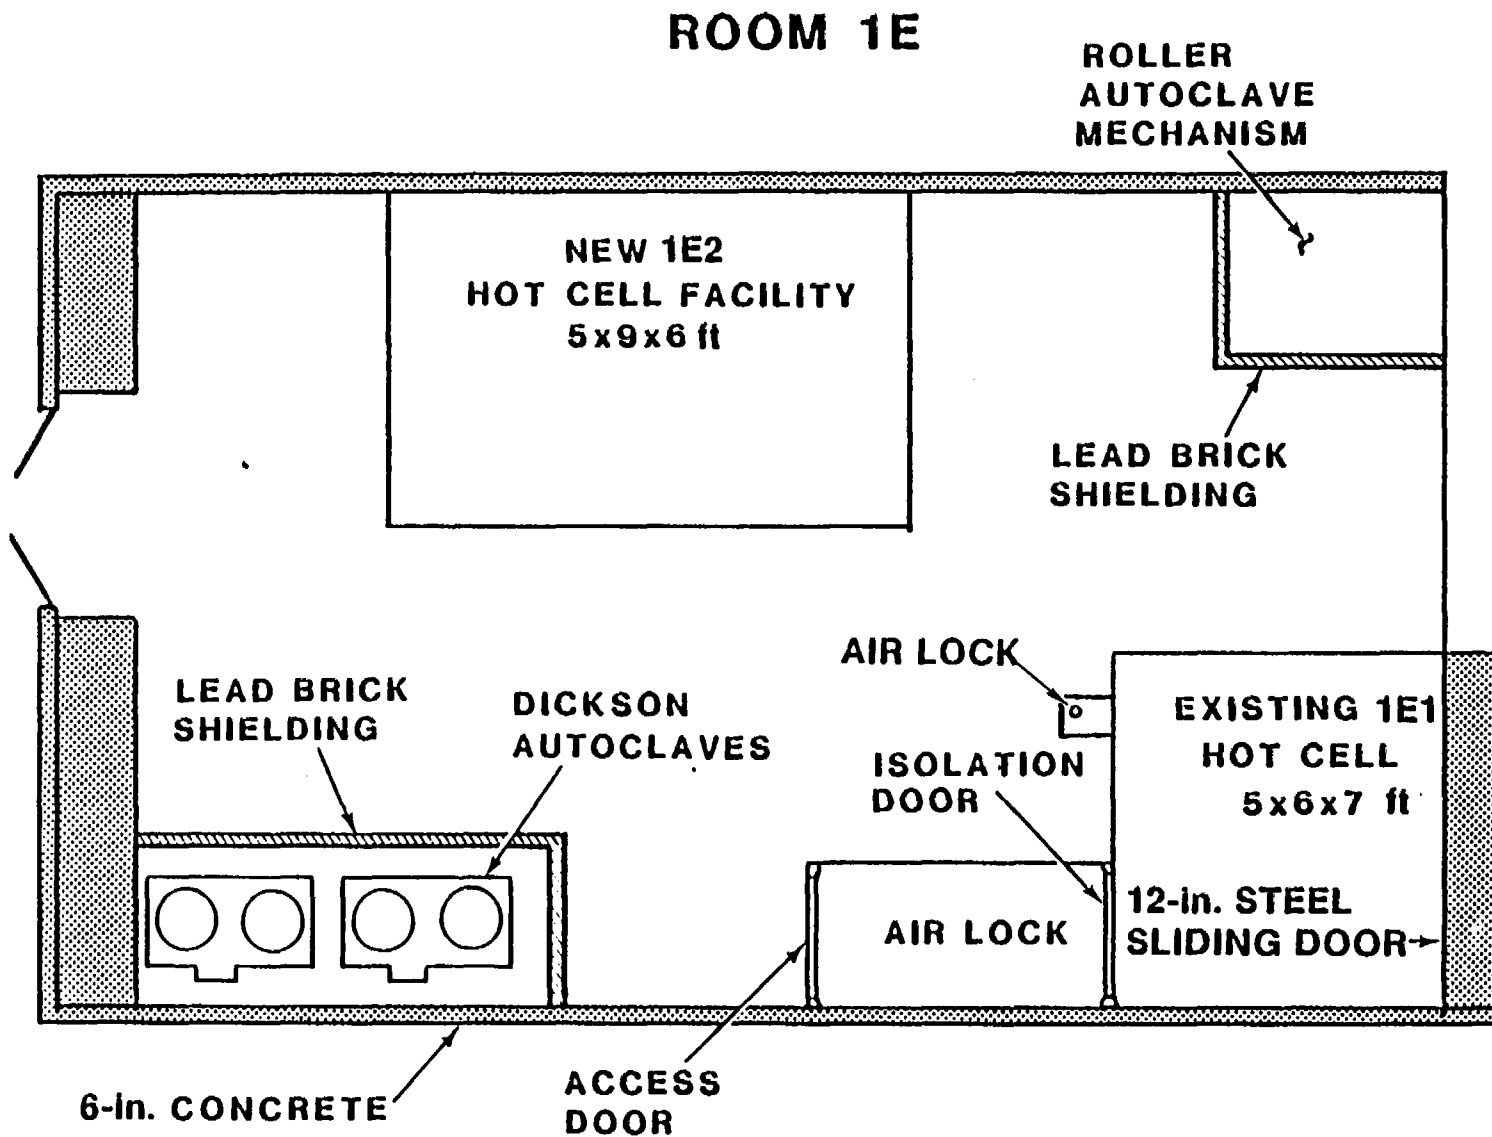 ROOM 1E
ROLLER
AUTOCLAVE
MECHANISM
NEW 1E2
HOT CELL FACILITY
5x9x6 ft
LEAD BRICK
SHIELDING
AIR LOCK
LEAD BRICK
SHIELDING
DICKSON
AUTOCLAVES
EXISTING 1E1
HOT CELL
5x6x7 ft
ISOLATION
DOOR
12-in. STEEL
SLIDING DOOR
AIR LOCK
ACCESS
DOOR
6-in. CONCRETE